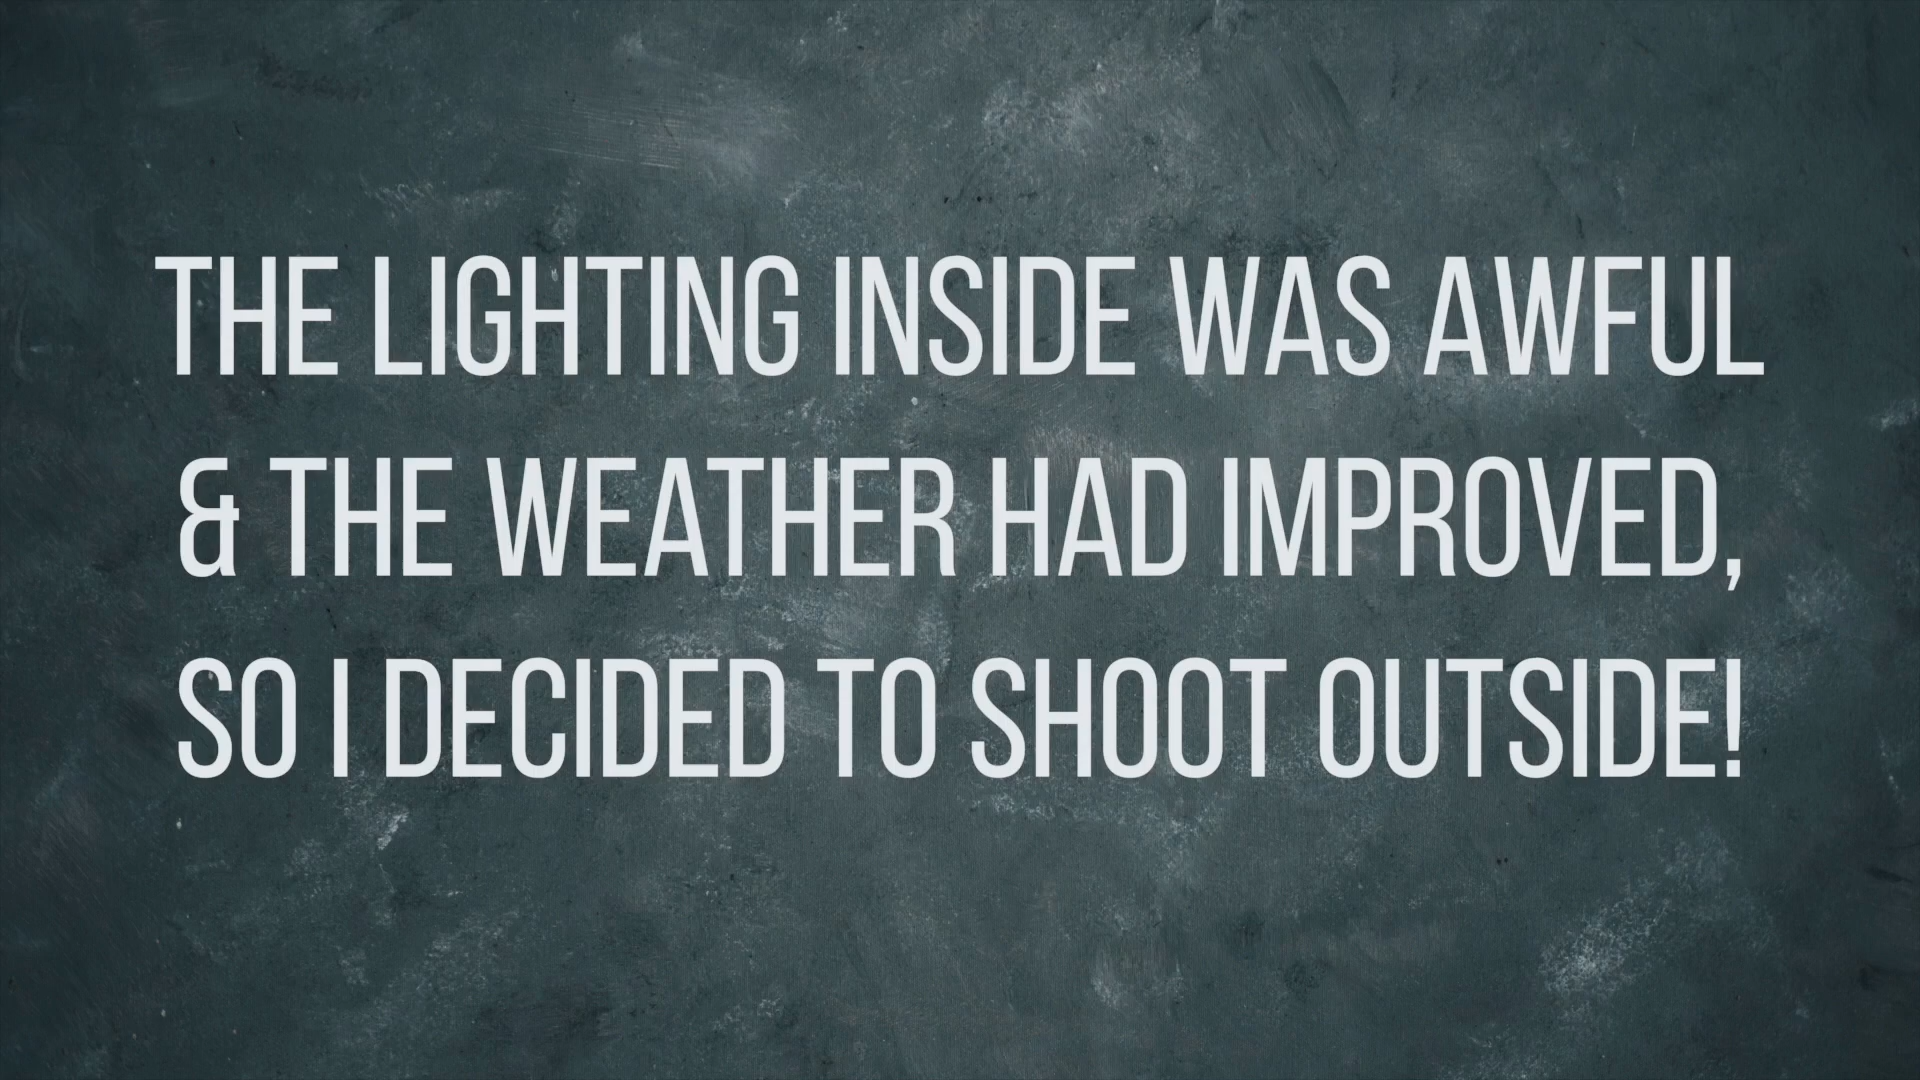 THE LIGHTING INSIDE WAS AWFUL
& THE WEATHER HAD IMPROVED,
SO I DECIDED TO SHOOT OUTSIDE!